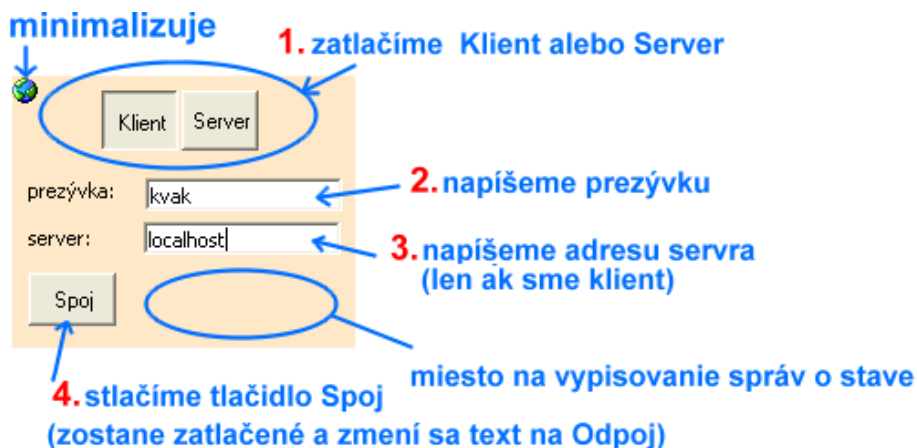 minimalizuje
1. zatlačíme Klient alebo Server
Klient Server
prezývka: kvak
2. napíšeme prezývku
server: localhost
3. napíšeme adresu servra
(len ak sme klient)
Spoj
miesto na vypisovanie správ o stave
4. stlačíme tlačidlo Spoj
(zostane zatlačené a zmení sa text na Odpoj)